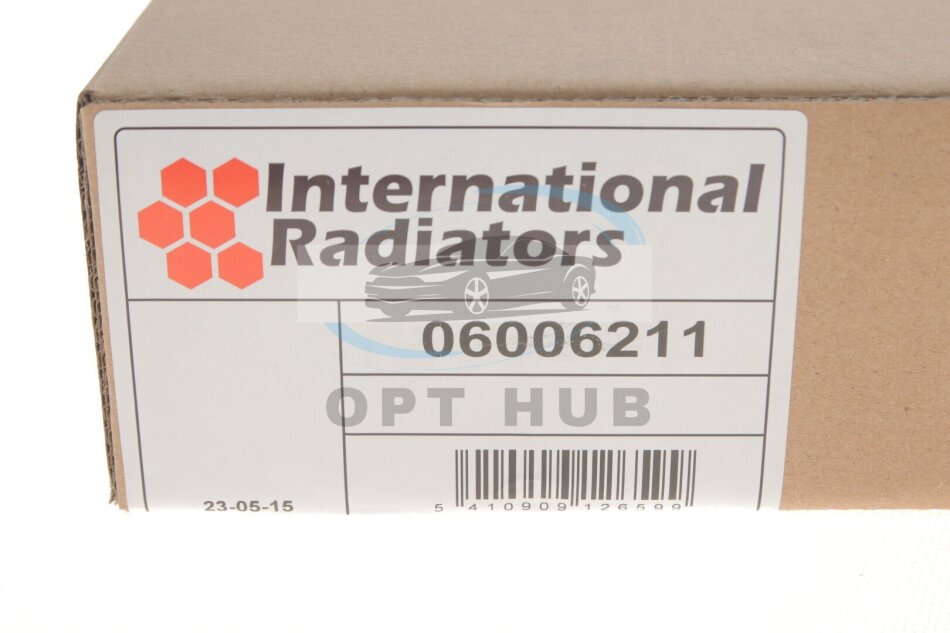 International
Radiators
06006211
OPT HUB
23-05-15
5 410909 126599